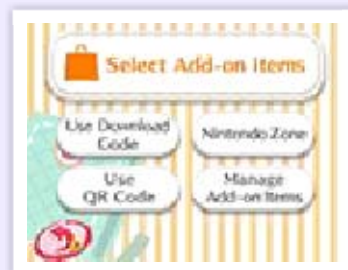 Select Add-on Items
Use Download
Code
Nintendo Zone
Use
QR Code
Manage
Add-on Items